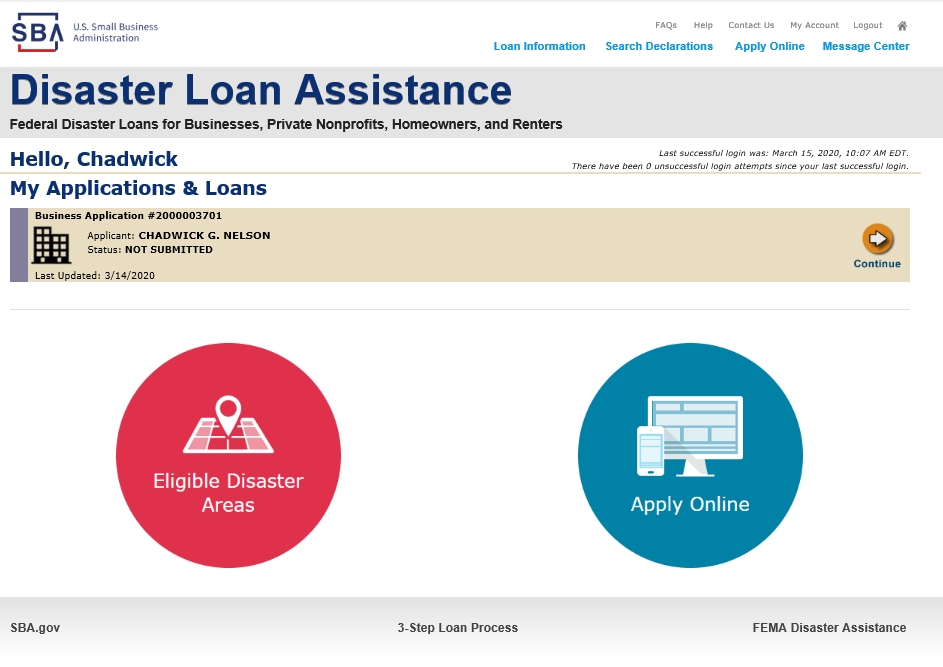 SBA
U.S. Small Business
Administration
FAQs Help Contact Us My Account Logout
Loan Information Search Declarations Apply Online Message Center
Disaster Loan Assistance
Federal Disaster Loans for Businesses, Private Nonprofits, Homeowners, and Renters
Hello, Chadwick
Last successful login was: March 15, 2020, 10:07 AM EDT.
There have been 0 unsuccessful login attempts since your last successful login.
My Applications & Loans
Business Application #2000003701
Applicant: CHADWICK G. NELSON
Status: NOT SUBMITTED
Continue
Last Updated: 3/14/2020
Eligible Disaster
Areas
Apply Online
SBA.gov 3-Step Loan Process FEMA Disaster Assistance